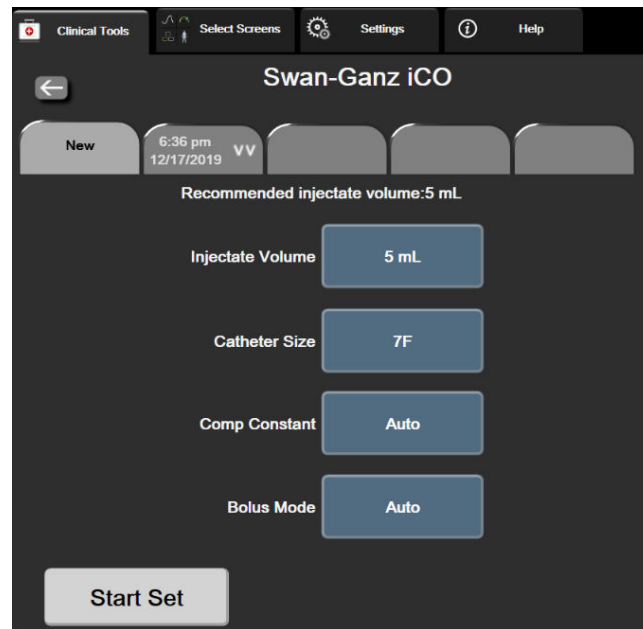 Clinical Tools
Select Screens
Settings
Help
Swan-Ganz iCO
New
6:36 pm
12/17/2019
Recommended injectate volume:5 mL
Injectate Volume
5 mL
Catheter Size
7F
Comp Constant
Auto
Bolus Mode
Auto
Start Set